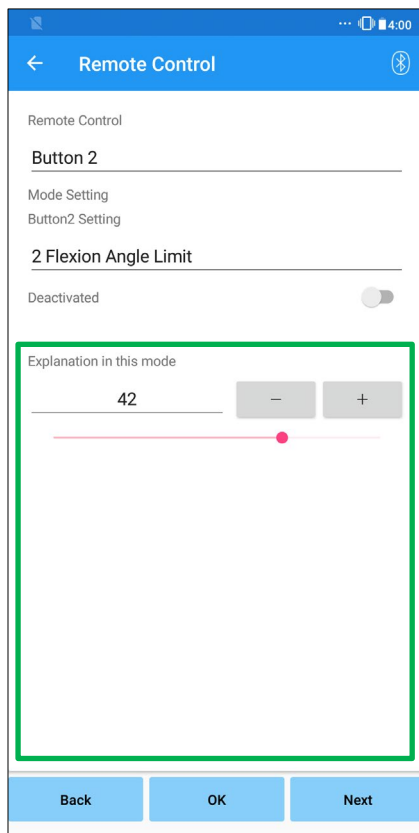 4:00
Remote Control
Remote Control
Button 2
Mode Setting
Button2 Setting
2 Flexion Angle Limit
Deactivated
Explanation in this mode
42 − +
Back OK Next